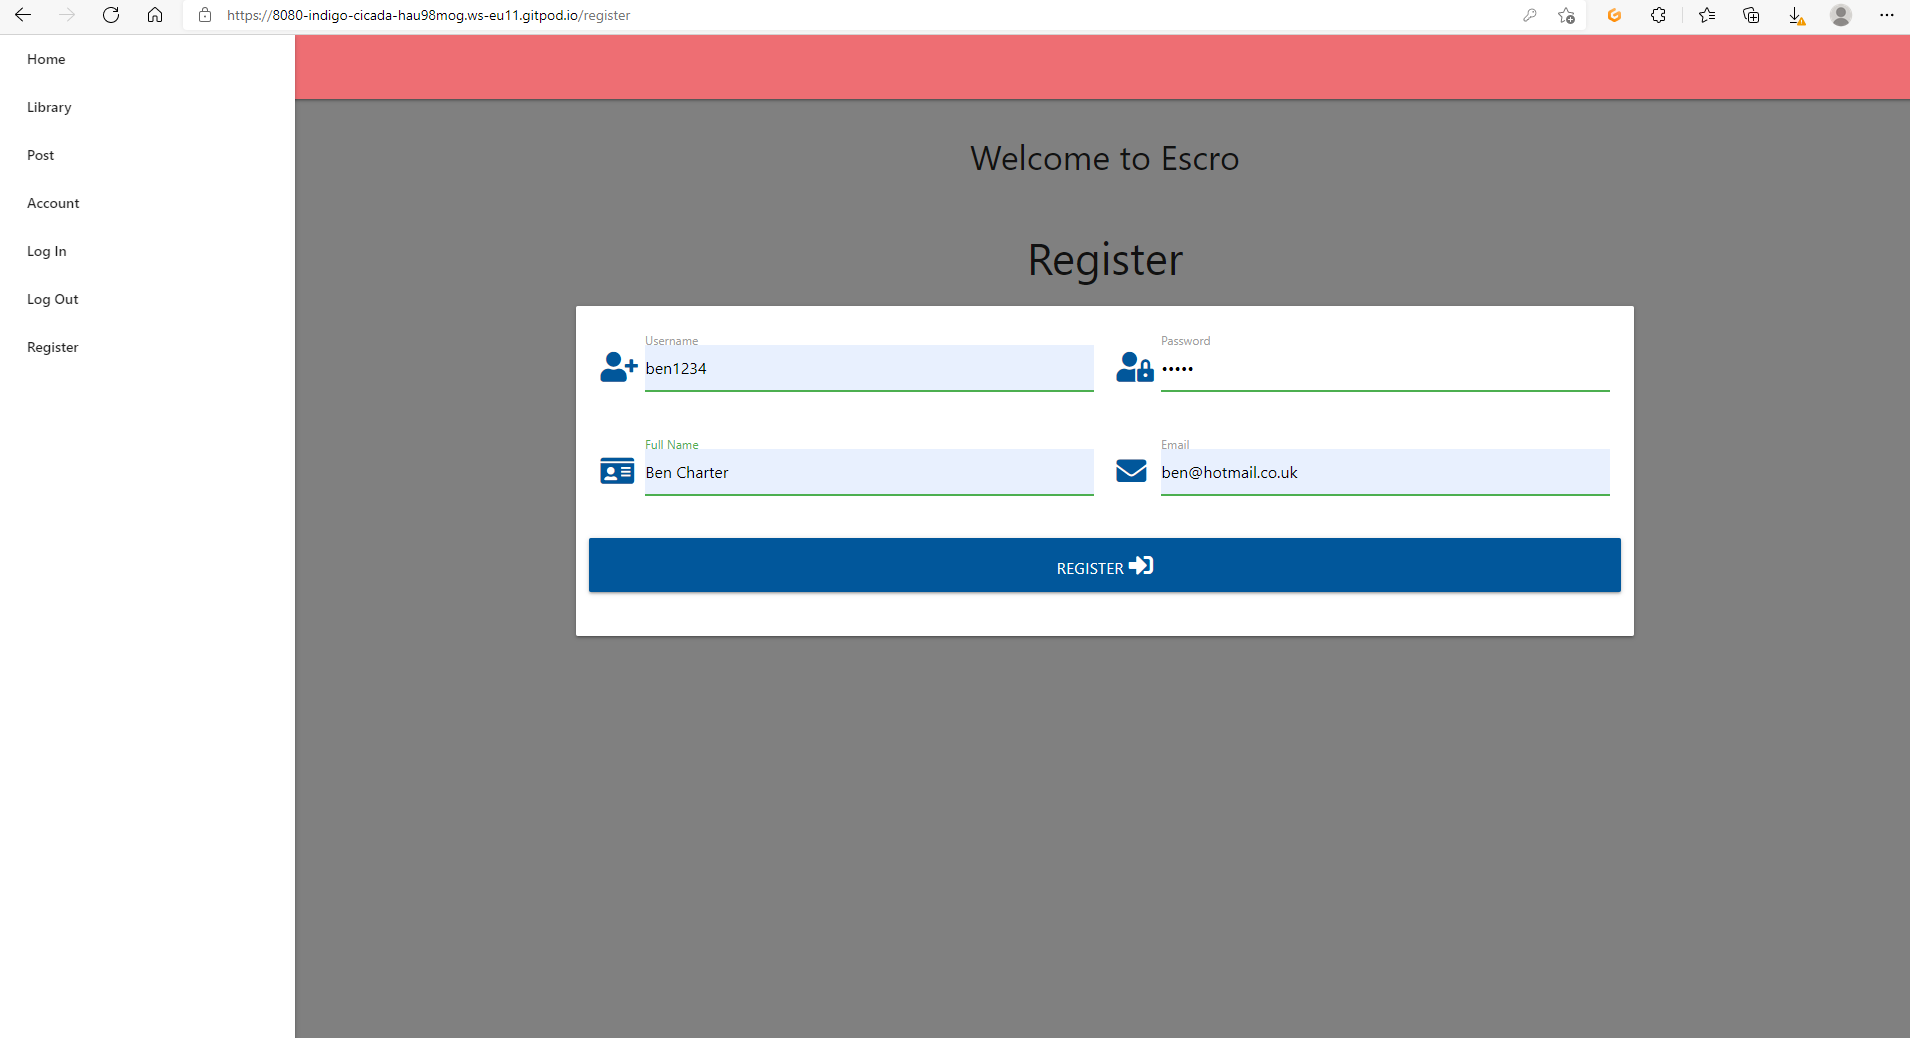 https://8080-indigo-cicada-hau98mog.ws-eu11.gitpod.io/register
Home
Library
Post
Account
Log In
Log Out
Register
Welcome to Escro
Register
Username
ben1234
Password
•••••
Full Name
Ben Charter
Email
ben@hotmail.co.uk
REGISTER